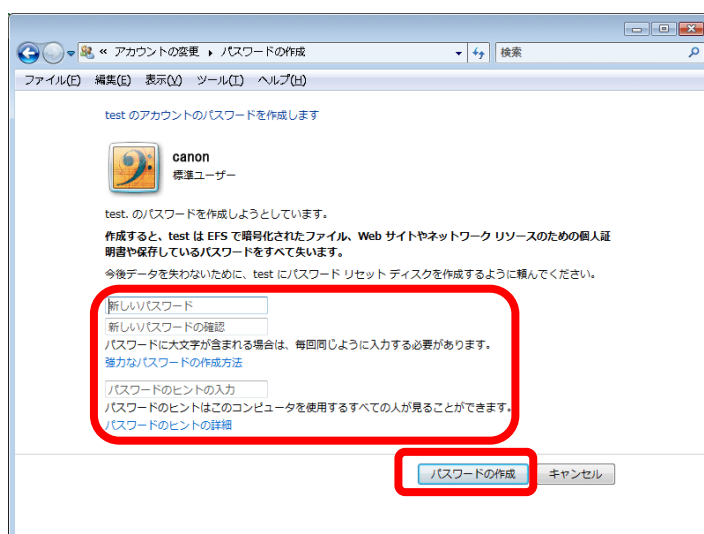 « アカウントの変更 ▸ パスワードの作成
検索
ファイル(F) 編集(E) 表示(V) ツール(T) ヘルプ(H)
test のアカウントのパスワードを作成します
canon
標準ユーザー
test. のパスワードを作成しようとしています。
作成すると、test は EFS で暗号化されたファイル、Web サイトやネットワーク リソースのための個人証
明書や保存しているパスワードをすべて失います。
今後データを失わないために、test にパスワード リセット ディスクを作成するように頼んでください。
新しいパスワード
新しいパスワードの確認
パスワードに大文字が含まれる場合は、毎回同じように入力する必要があります。
強力なパスワードの作成方法
パスワードのヒントの入力
パスワードのヒントはこのコンピュータを使用するすべての人が見ることができます。
パスワードのヒントの詳細
パスワードの作成 キャンセル